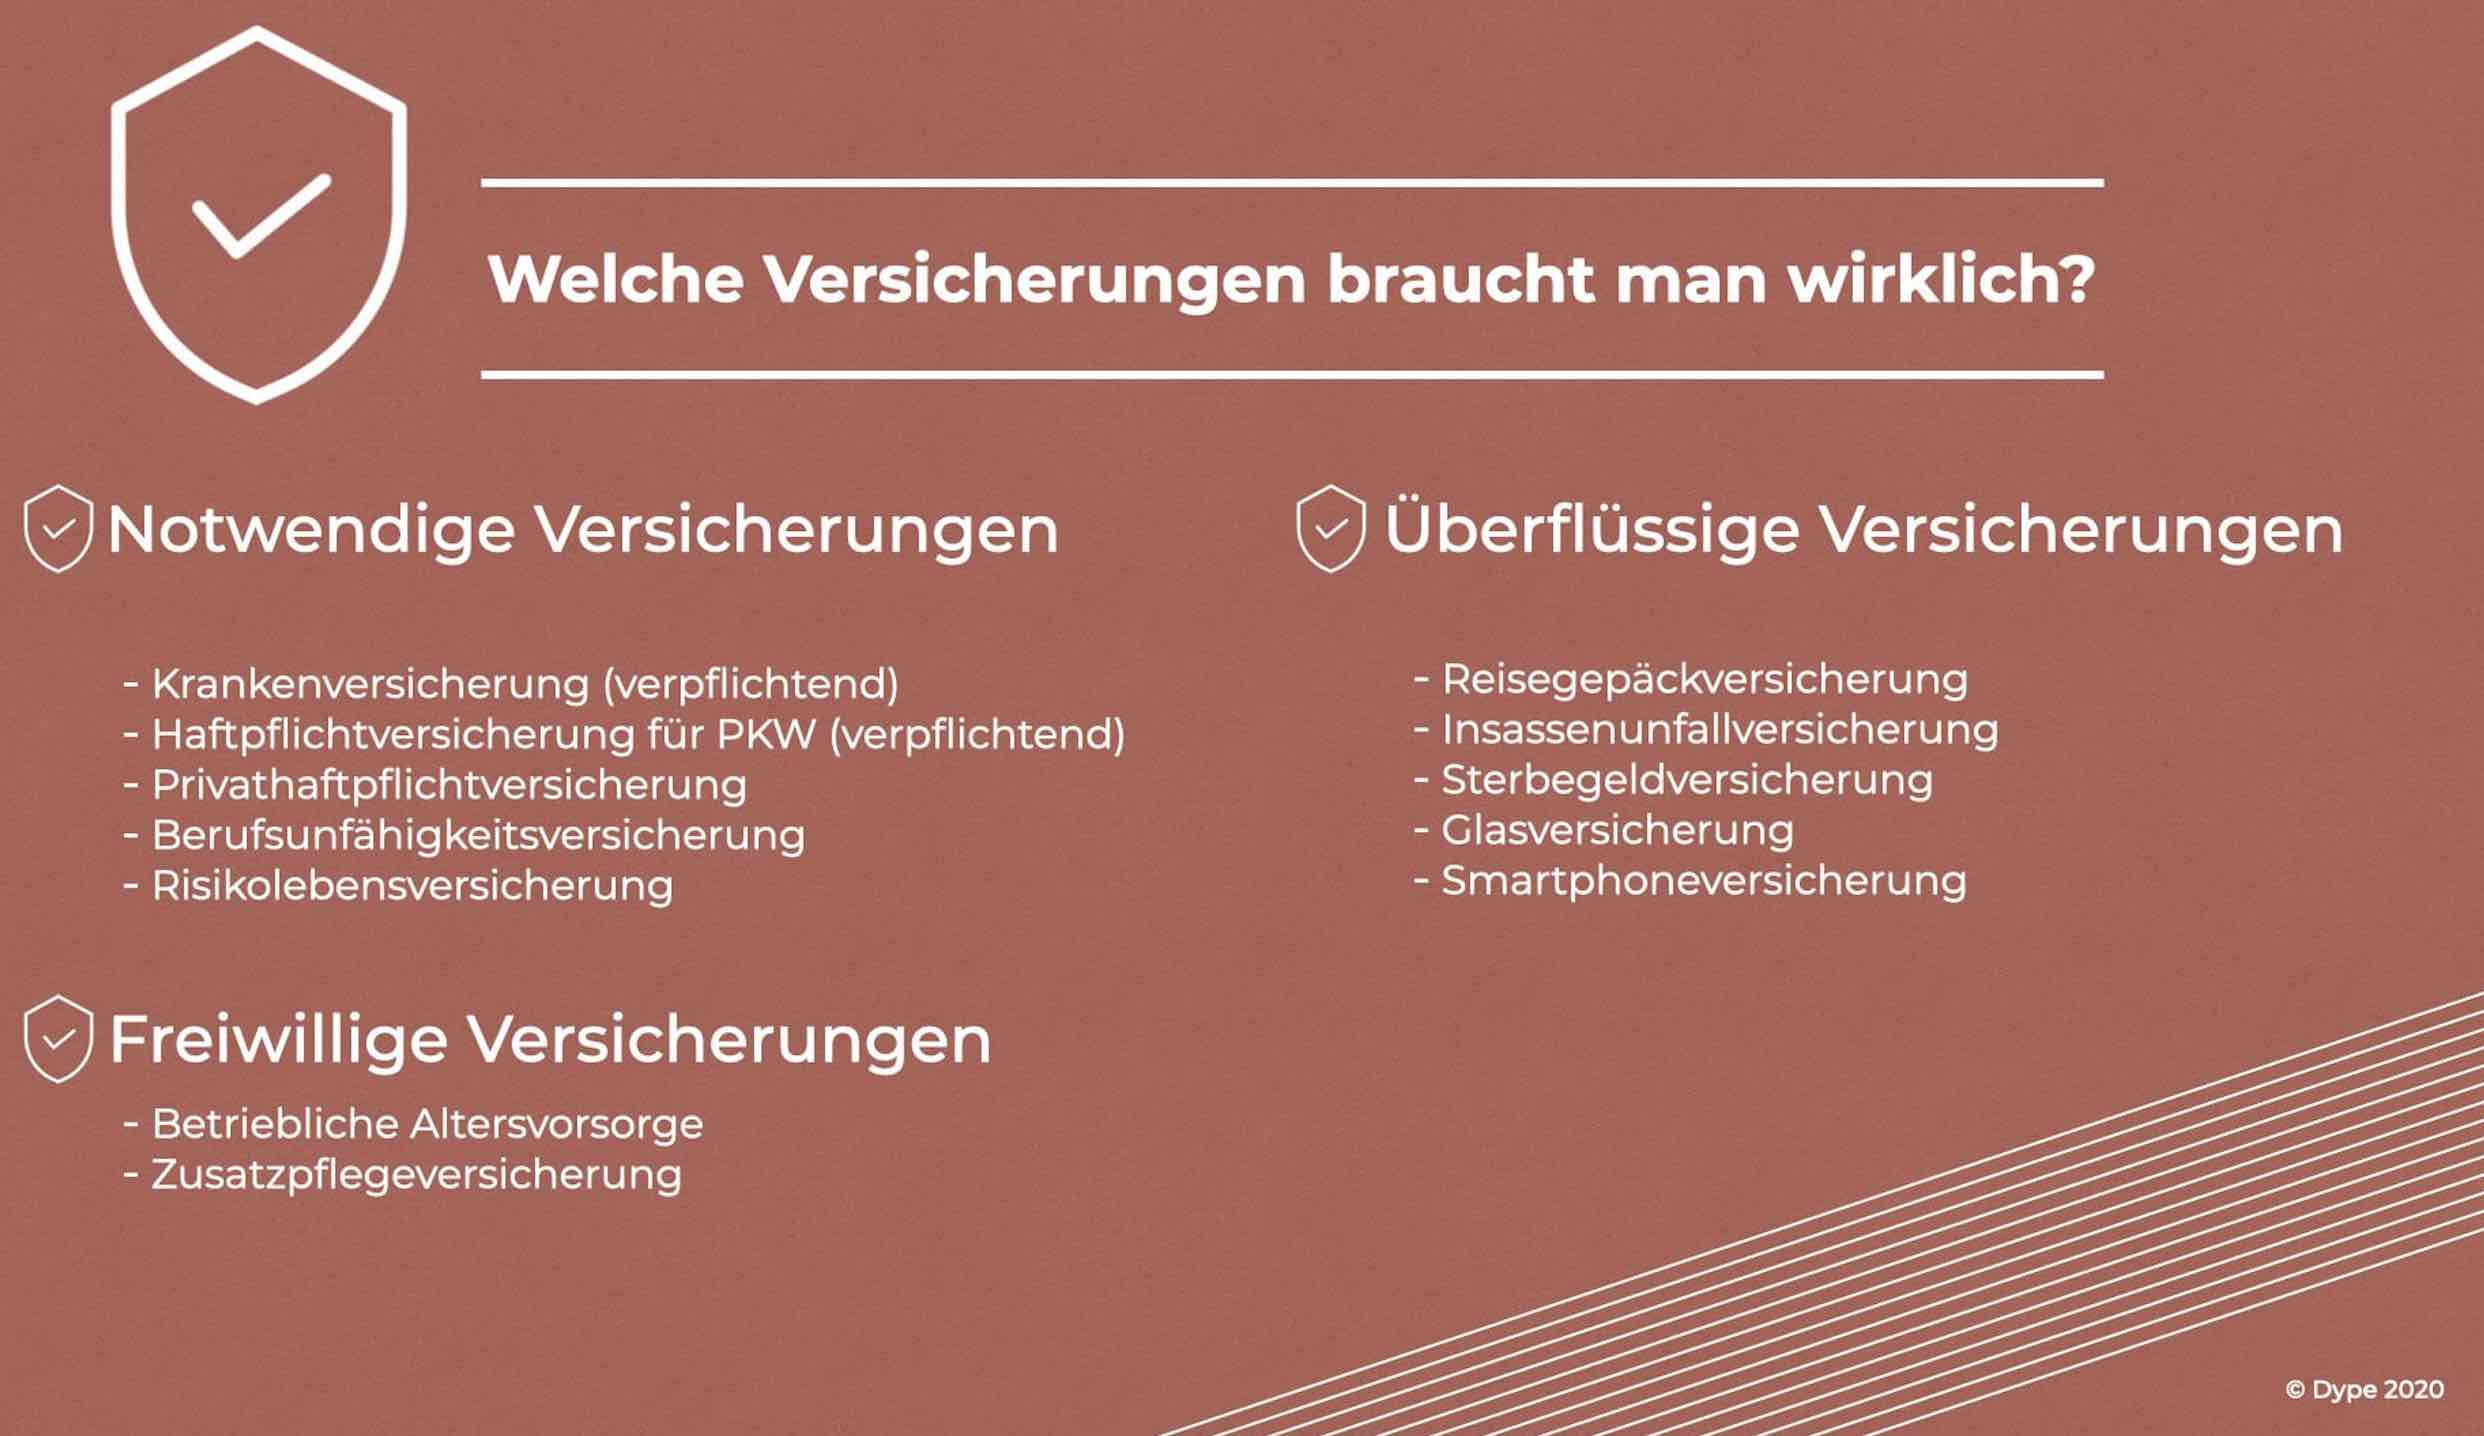 Welche Versicherungen braucht man wirklich?
Notwendige Versicherungen
- Krankenversicherung (verpflichtend)
- Haftpflichtversicherung für PKW (verpflichtend)
- Privathaftpflichtversicherung
- Berufsunfähigkeitsversicherung
- Risikolebensversicherung
Freiwillige Versicherungen
- Betriebliche Altersvorsorge
- Zusatzpflegeversicherung
Überflüssige Versicherungen
- Reisegepäckversicherung
- Insassenunfallversicherung
- Sterbegeldversicherung
- Glasversicherung
- Smartphoneversicherung
© Dype 2020